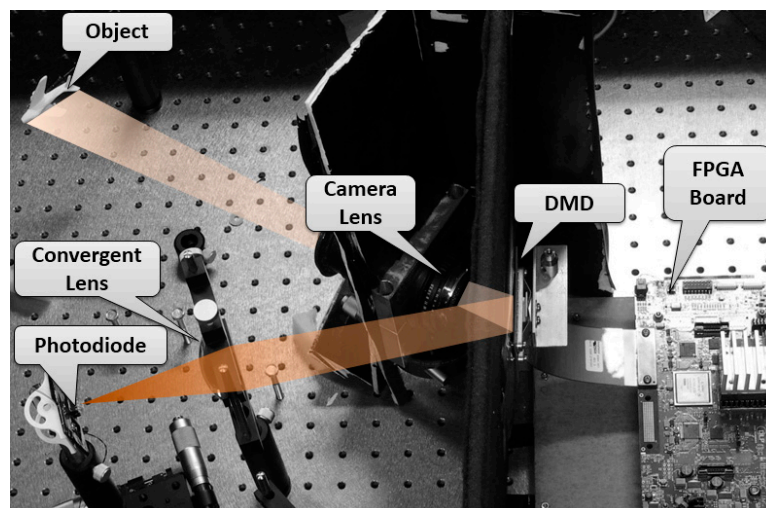 Object
Camera
Lens
DMD
FPGA
Board
Convergent
Lens
Photodiode